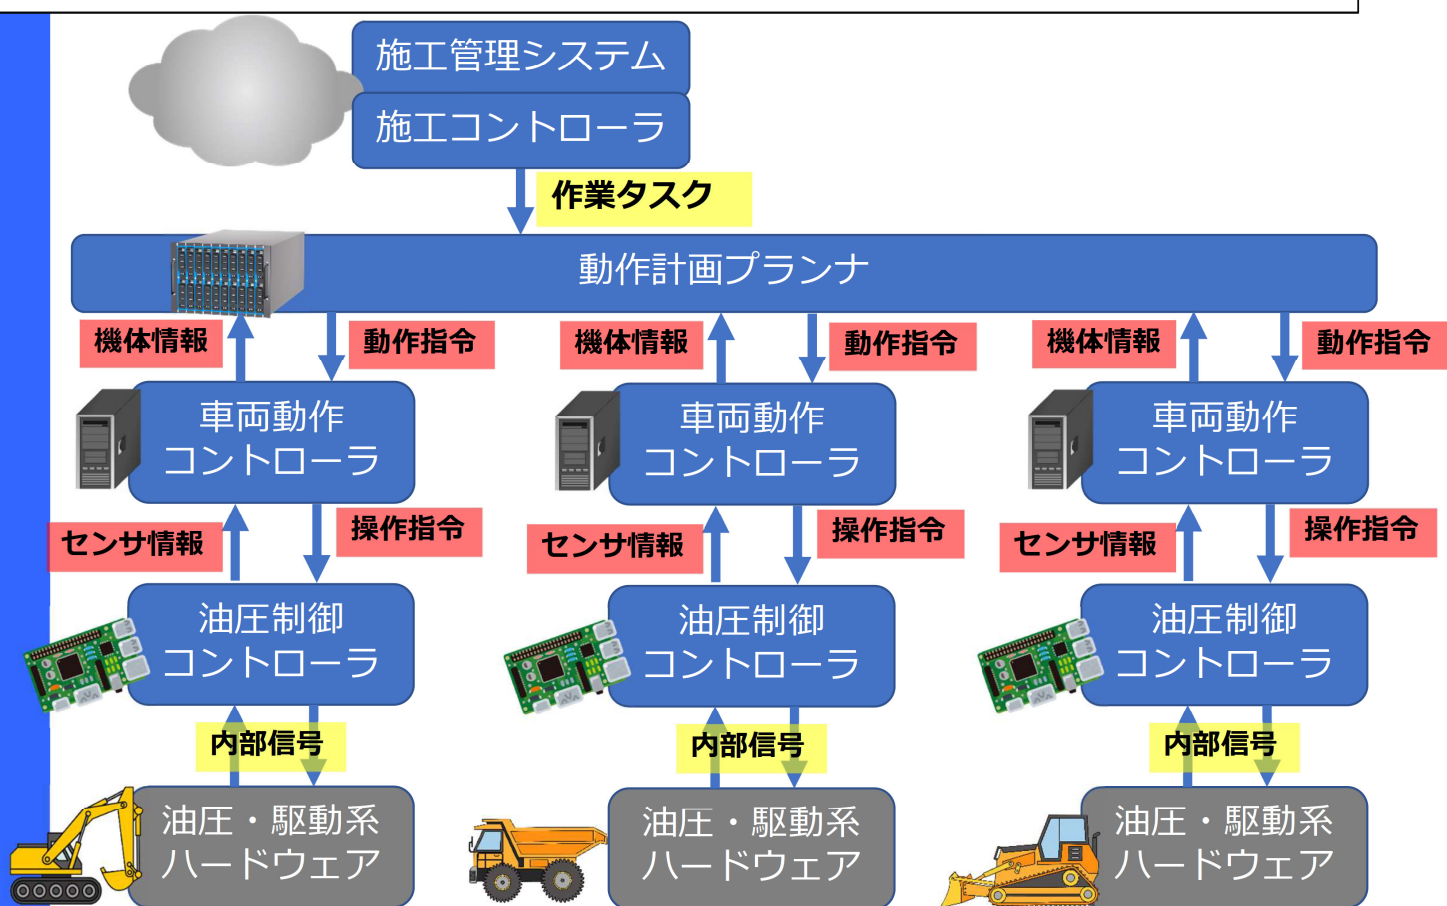 施工管理システム
施工コントローラ
作業タスク
動作計画プランナ
機体情報
動作指令
機体情報
動作指令
機体情報
動作指令
車両動作
コントローラ
車両動作
コントローラ
車両動作
コントローラ
センサ情報
操作指令
センサ情報
操作指令
センサ情報
操作指令
油圧制御
コントローラ
油圧制御
コントローラ
油圧制御
コントローラ
内部信号
内部信号
内部信号
油圧・駆動系
ハードウェア
油圧・駆動系
ハードウェア
油圧・駆動系
ハードウェア